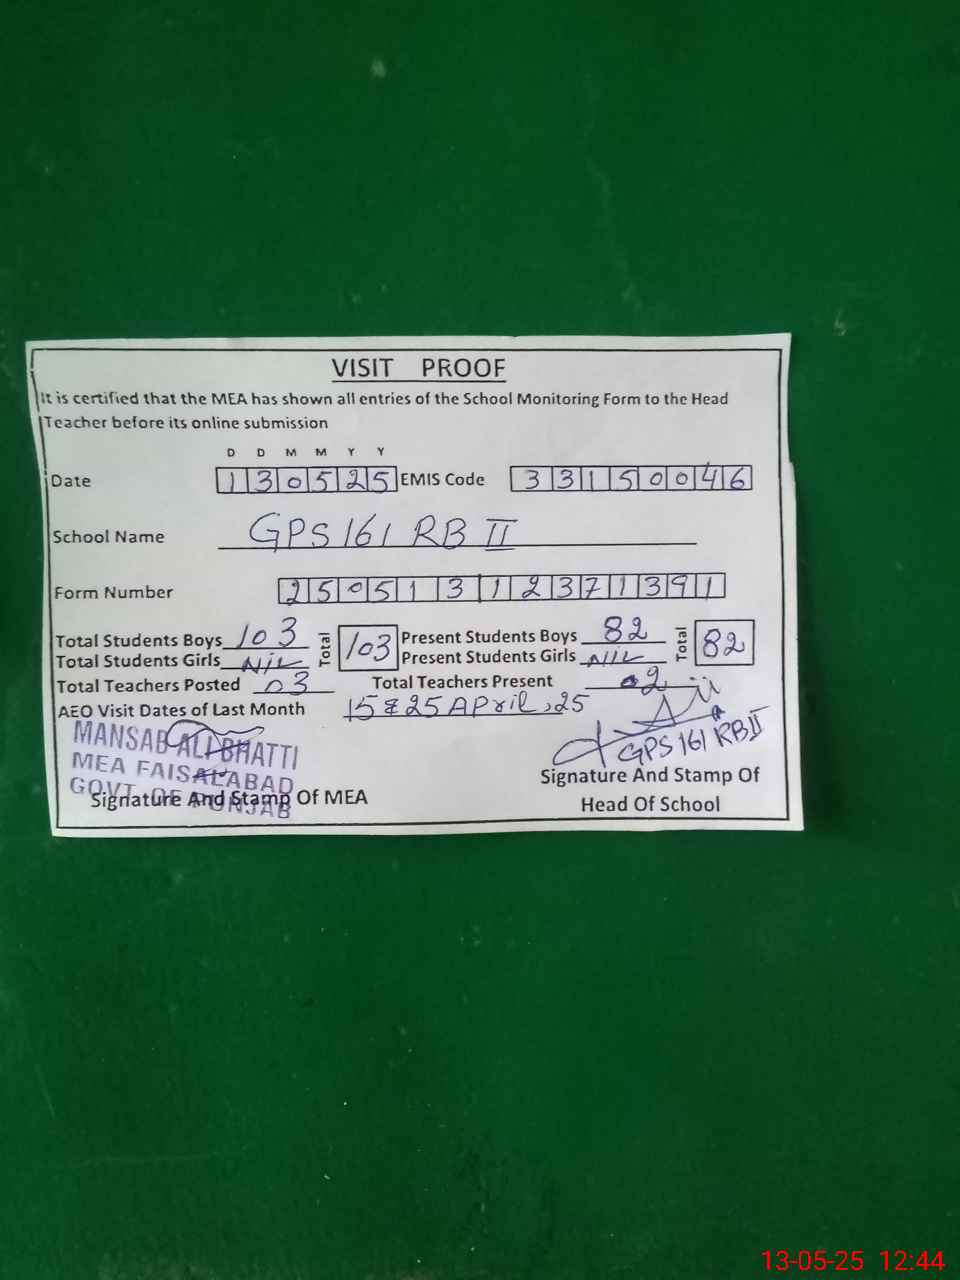 VISIT PROOF
It is certified that the MEA has shown all entries of the School Monitoring Form to the Head
Teacher before its online submission
D D M M Y Y
Date 130525 EMIS Code 33150046
School Name GPS 161 RB II
Form Number 25051312371391
Total Students Boys 103 Total 103 Present Students Boys 82 Total 82
Total Students Girls Nil Present Students Girls Nil
Total Teachers Posted 03 Total Teachers Present 02
AEO Visit Dates of Last Month 15 & 25 April, 25
MANSAB ALI BHATTI
MEA FAISALABAD
GOVT. OF PUNJAB
Signature And Stamp Of MEA
GPS 161 RB II
Signature And Stamp Of
Head Of School
13-05-25 12:44